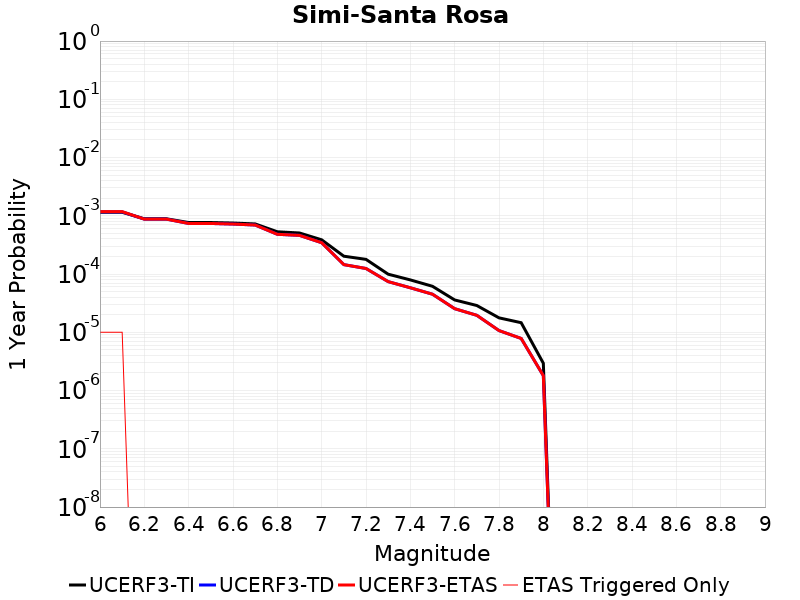 Simi-Santa Rosa
10^0
10^-1
10^-2
10^-3
10^-4
10^-5
10^-6
10^-7
10^-8
1 Year Probability
6 6.2 6.4 6.6 6.8 7 7.2 7.4 7.6 7.8 8 8.2 8.4 8.6 8.8 9
Magnitude
UCERF3-TI UCERF3-TD UCERF3-ETAS ETAS Triggered Only